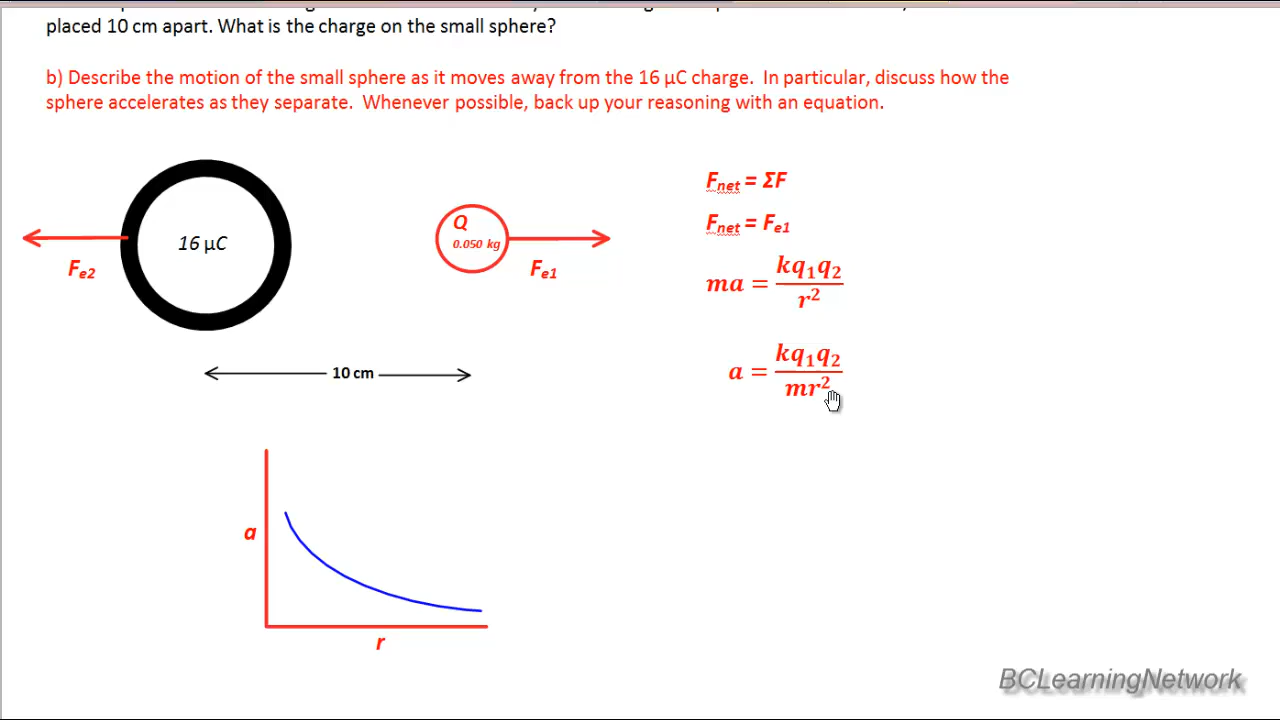 placed 10 cm apart. What is the charge on the small sphere?
b) Describe the motion of the small sphere as it moves away from the 16 µC charge. In particular, discuss how the
sphere accelerates as they separate. Whenever possible, back up your reasoning with an equation.
16 µC
Q
0.050 kg
Fe2
Fe1
10 cm
Fnet = ΣF
Fnet = Fe1
ma = kq₁q₂ / r²
a = kq₁q₂ / mr²
a
r
BCLearningNetwork